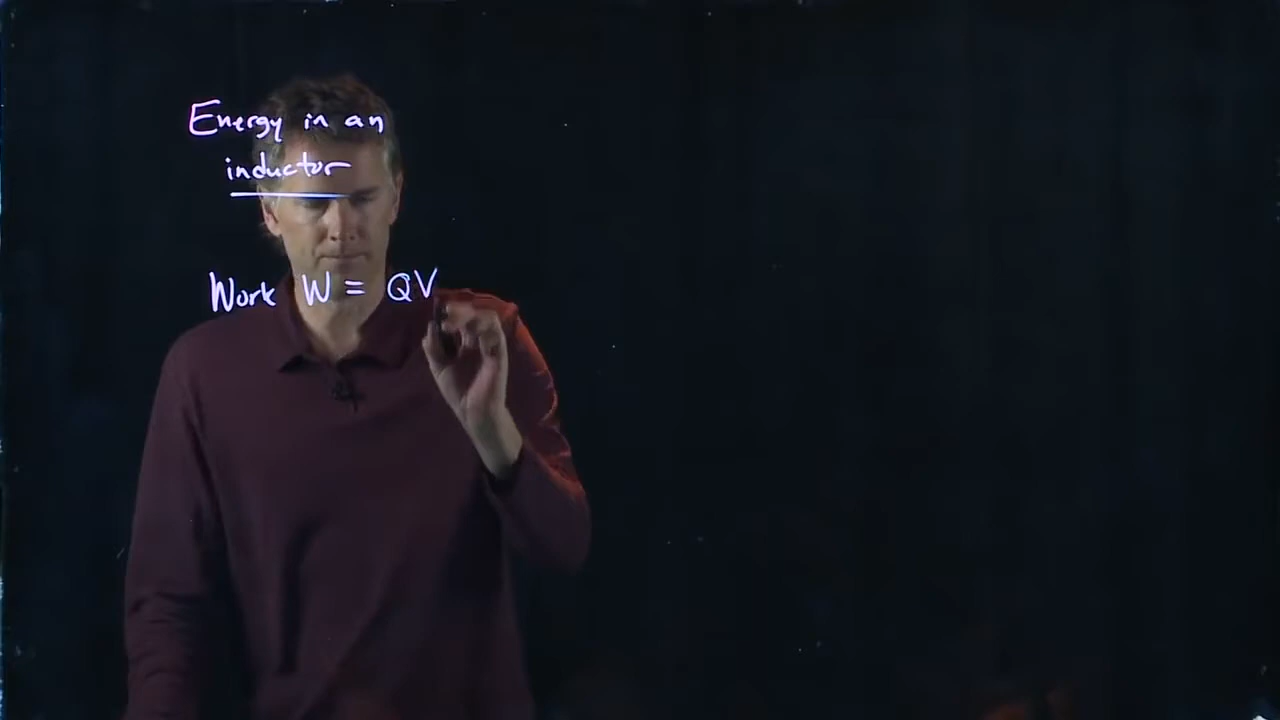 Energy in an
inductor
Work W = QV